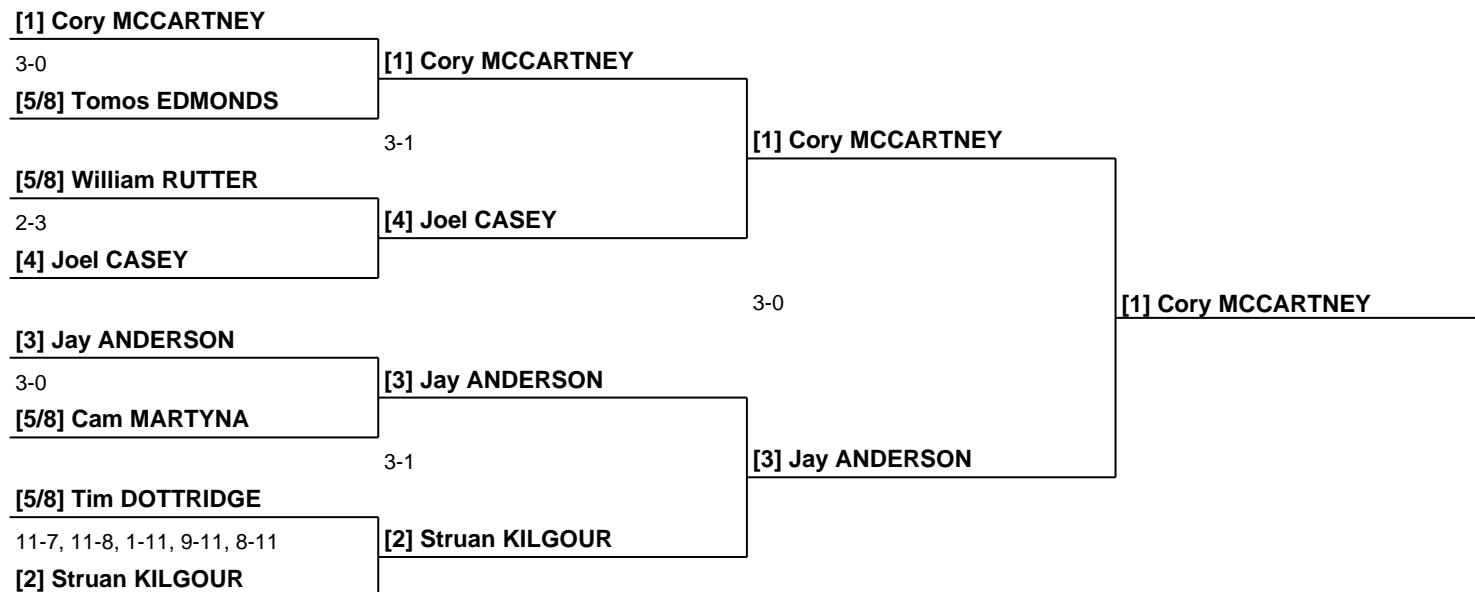 [1] Cory MCCARTNEY
3-0
[5/8] Tomos EDMONDS
[5/8] William RUTTER
2-3
[4] Joel CASEY
[3] Jay ANDERSON
3-0
[5/8] Cam MARTYNA
[5/8] Tim DOTTRIDGE
11-7, 11-8, 1-11, 9-11, 8-11
[2] Struan KILGOUR
[1] Cory MCCARTNEY
3-1
[4] Joel CASEY
[3] Jay ANDERSON
3-1
[2] Struan KILGOUR
[1] Cory MCCARTNEY
3-0
[3] Jay ANDERSON
[1] Cory MCCARTNEY